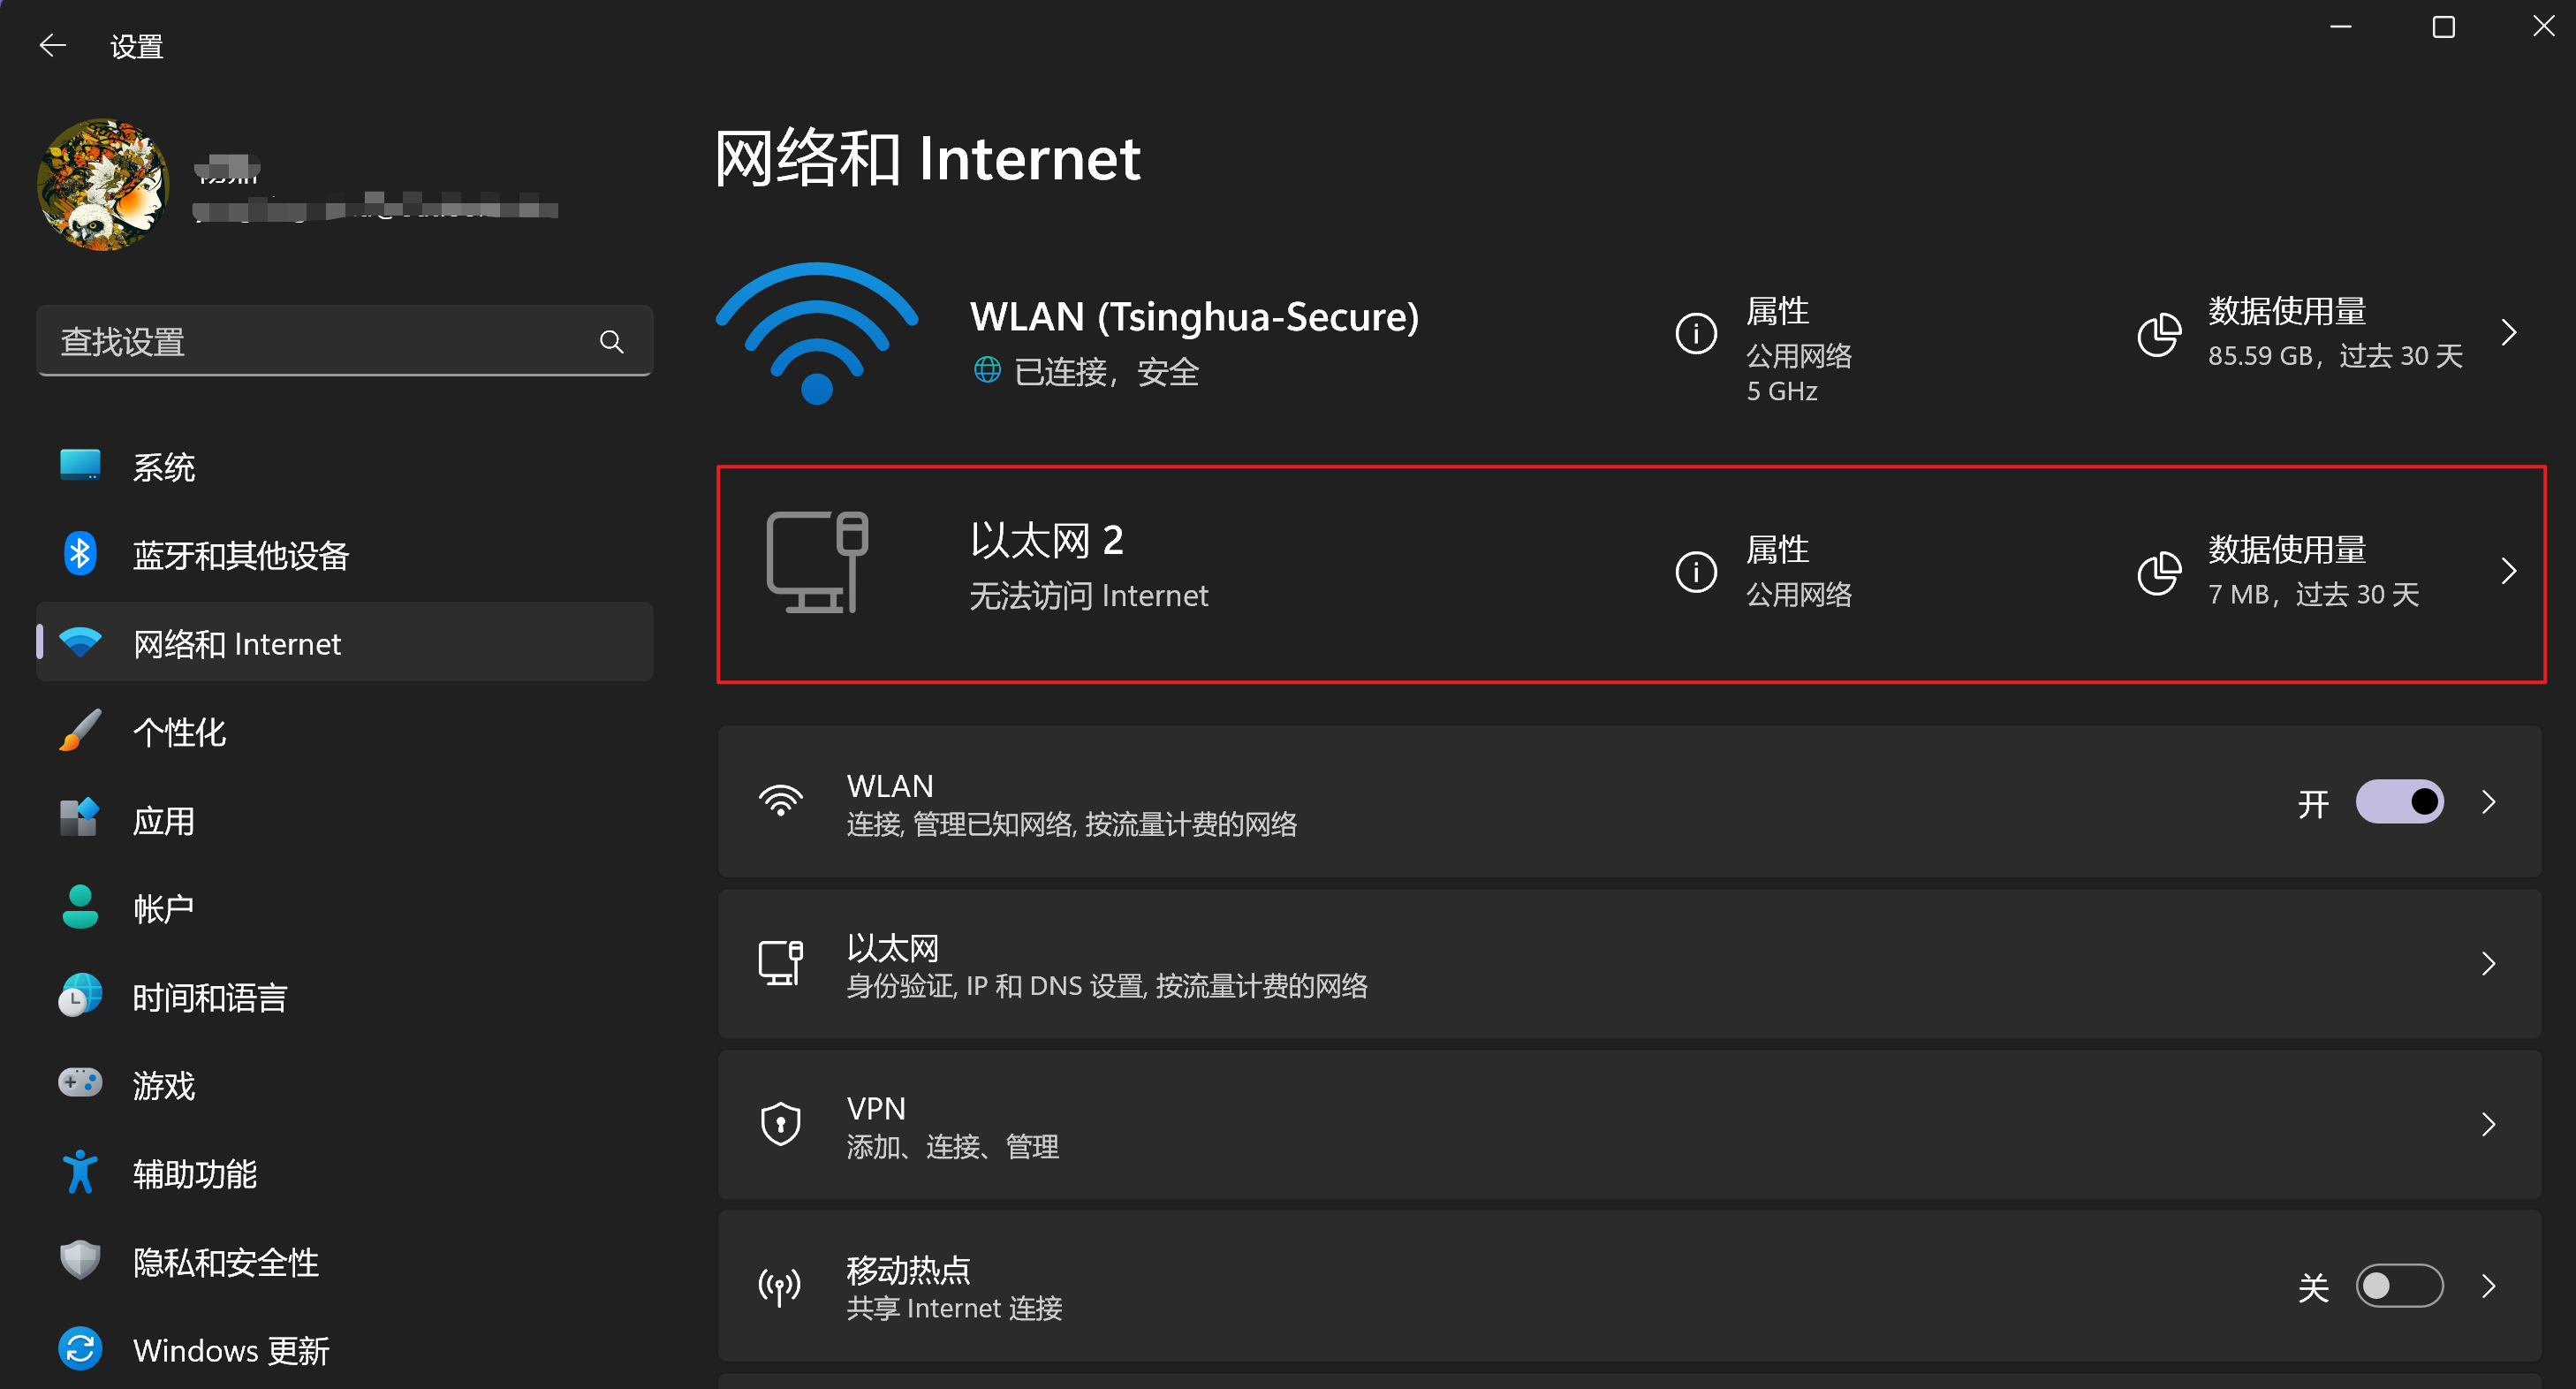 设置
查找设置
系统
蓝牙和其他设备
网络和 Internet
个性化
应用
帐户
时间和语言
游戏
辅助功能
隐私和安全性
Windows 更新
网络和 Internet
WLAN (Tsinghua-Secure)
已连接，安全
属性
公用网络
5 GHz
数据使用量
85.59 GB，过去 30 天
以太网 2
无法访问 Internet
属性
公用网络
数据使用量
7 MB，过去 30 天
WLAN
连接, 管理已知网络, 按流量计费的网络
开
以太网
身份验证, IP 和 DNS 设置, 按流量计费的网络
VPN
添加、连接、管理
移动热点
共享 Internet 连接
关